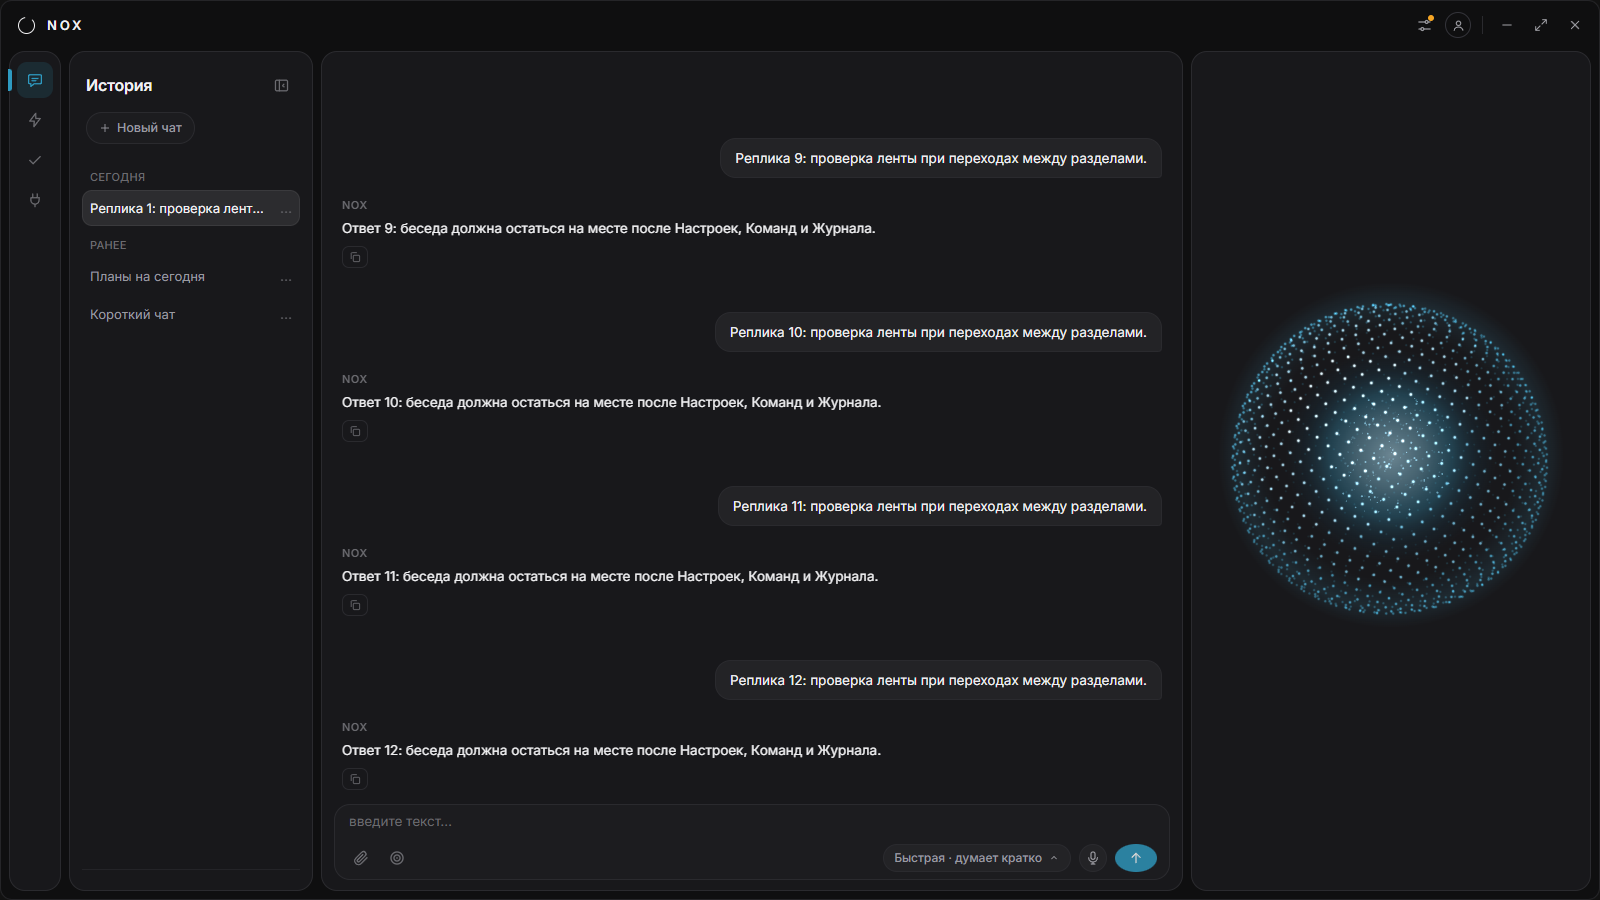 NOX
История
+ Новый чат
СЕГОДНЯ
Реплика 1: проверка лент... ...
РАНЕЕ
Планы на сегодня ...
Короткий чат ...
Реплика 9: проверка ленты при переходах между разделами.
NOX
Ответ 9: беседа должна остаться на месте после Настроек, Команд и Журнала.
Реплика 10: проверка ленты при переходах между разделами.
NOX
Ответ 10: беседа должна остаться на месте после Настроек, Команд и Журнала.
Реплика 11: проверка ленты при переходах между разделами.
NOX
Ответ 11: беседа должна остаться на месте после Настроек, Команд и Журнала.
Реплика 12: проверка ленты при переходах между разделами.
NOX
Ответ 12: беседа должна остаться на месте после Настроек, Команд и Журнала.
введите текст...
Быстрая · думает кратко